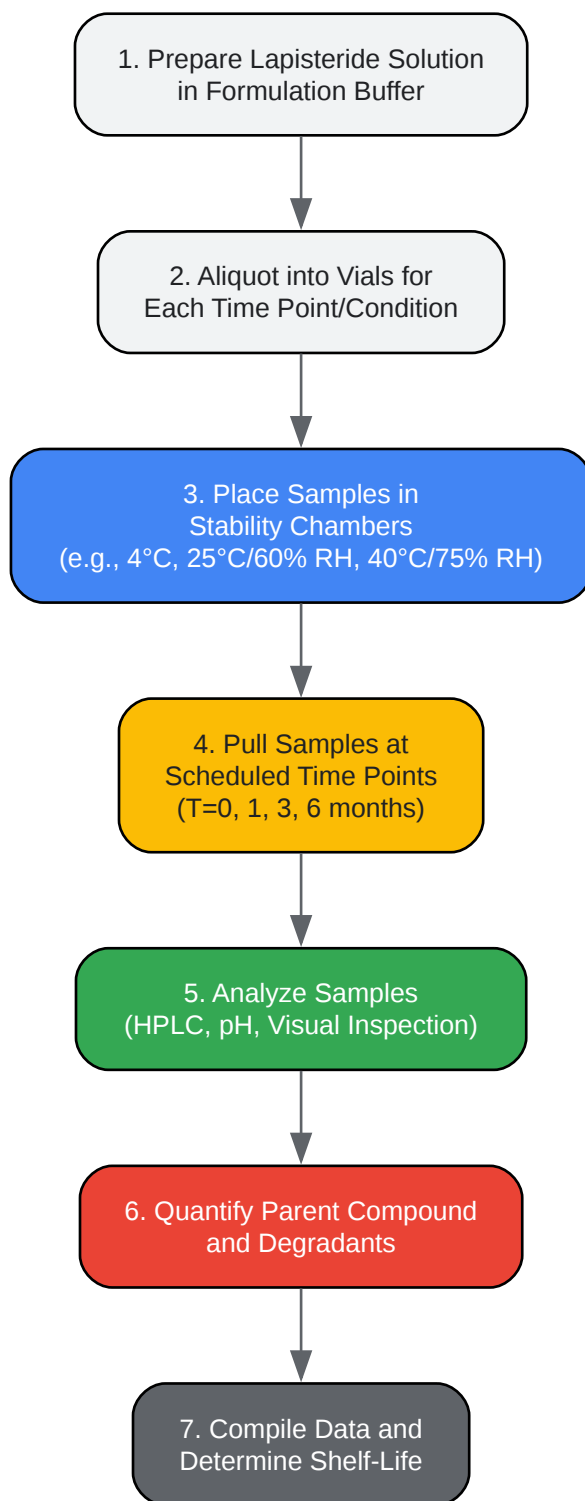 1. Prepare Lapisteride Solution
in Formulation Buffer
2. Aliquot into Vials for
Each Time Point/Condition
3. Place Samples in
Stability Chambers
(e.g., 4°C, 25°C/60% RH, 40°C/75% RH)
4. Pull Samples at
Scheduled Time Points
(T=0, 1, 3, 6 months)
5. Analyze Samples
(HPLC, pH, Visual Inspection)
6. Quantify Parent Compound
and Degradants
7. Compile Data and
Determine Shelf-Life